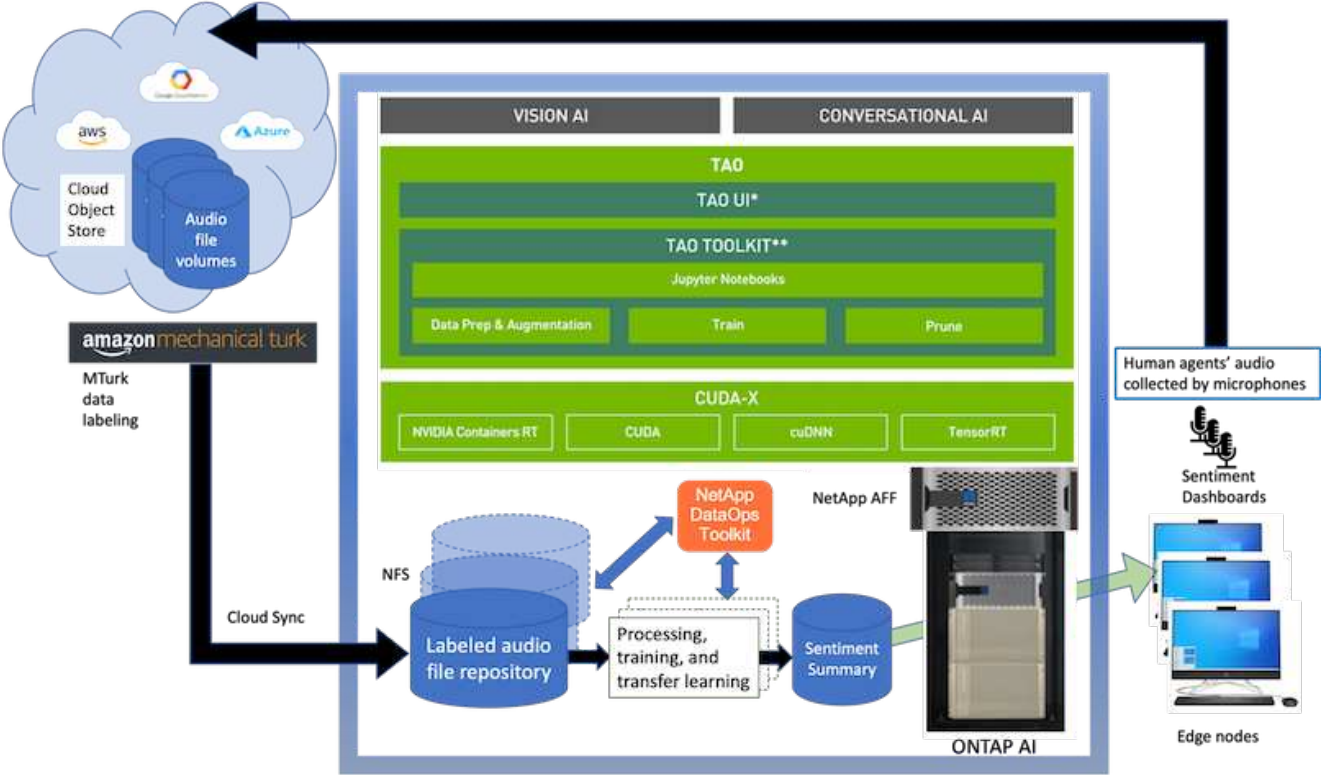 Google Cloud Platform
aws
Azure
Cloud
Object
Store
Audio
file
volumes
amazon mechanical turk
MTurk
data
labeling
VISION AI
CONVERSATIONAL AI
TAO
TAO UI*
TAO TOOLKIT**
Jupyter Notebooks
Data Prep & Augmentation
Train
Prune
CUDA-X
NVIDIA Containers RT
CUDA
cuDNN
TensorRT
Human agents' audio
collected by microphones
Sentiment
Dashboards
NetApp
DataOps
Toolkit
NetApp AFF
NFS
Cloud Sync
Labeled audio
file repository
Processing,
training, and
transfer learning
Sentiment
Summary
ONTAP AI
Edge nodes